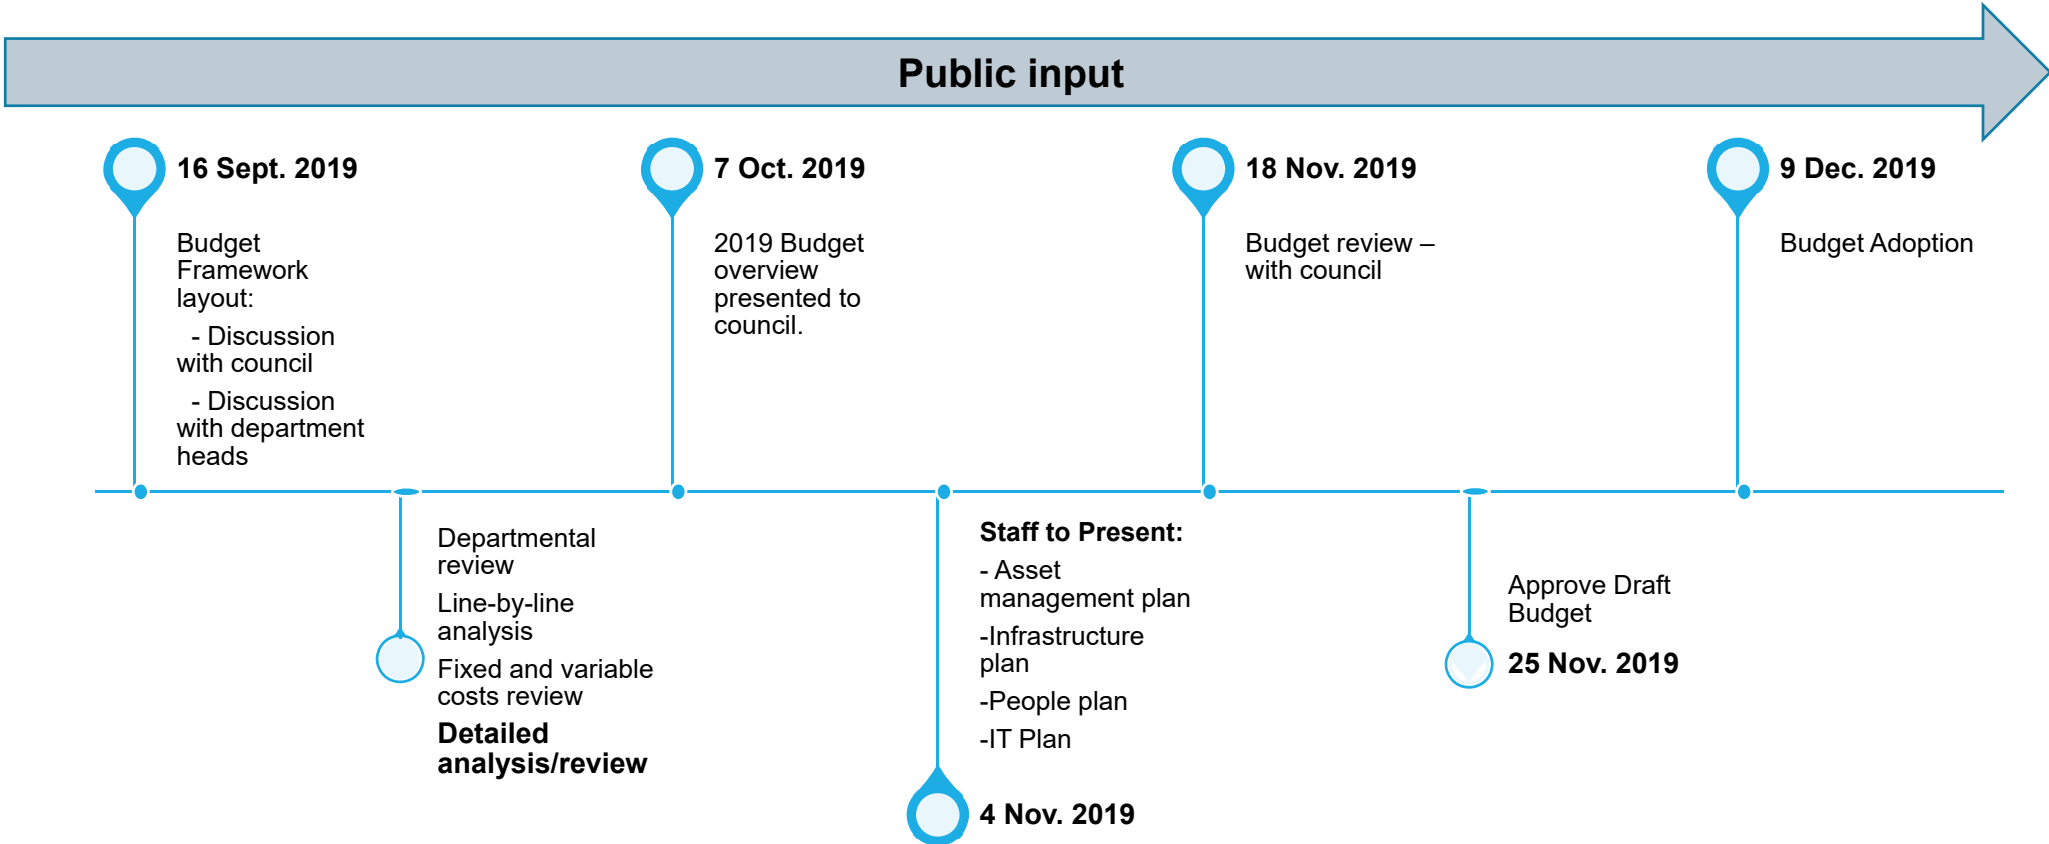 Public input
16 Sept. 2019
Budget
Framework
layout:
- Discussion
with council
- Discussion
with department
heads
Departmental
review
Line-by-line
analysis
Fixed and variable
costs review
Detailed
analysis/review
7 Oct. 2019
2019 Budget
overview
presented to
council.
Staff to Present:
- Asset
management plan
-Infrastructure
plan
-People plan
-IT Plan
4 Nov. 2019
18 Nov. 2019
Budget review –
with council
Approve Draft
Budget
25 Nov. 2019
9 Dec. 2019
Budget Adoption